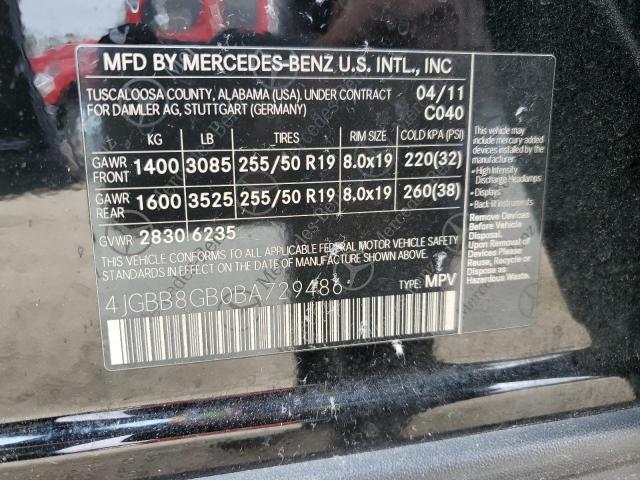 MFD BY MERCEDES-BENZ U.S. INTL., INC
TUSCALOOSA COUNTY, ALABAMA (USA). UNDER CONTRACT 04/11
FOR DAIMLER AG, STUTTGART (GERMANY) C040
KG LB TIRES RIM SIZE COLD KPA (PSI)
GAWR FRONT 1400 3085 255/50 R19 8.0x19 220(32)
GAWR REAR 1600 3525 255/50 R19 8.0x19 260(38)
GVWR 2830 6235
THIS VEHICLE CONFORMS TO ALL APPLICABLE FEDERAL MOTOR VEHICLE SAFETY
STANDARDS IN EFFECT ON THE DATE OF MANUFACTURE SHOWN ABOVE.
4JGBB8GB0BA729486 TYPE: MPV
This vehicle may
include mercury added
devices installed by the
manufacturer:
• High Intensity
Discharge Headlamps
• Displays
• Back lit Instruments
Remove Devices
Before Vehicle
Disposal.
Upon Removal of
Devices Please
Reuse, Recycle or
Dispose as
Hazardous Waste.